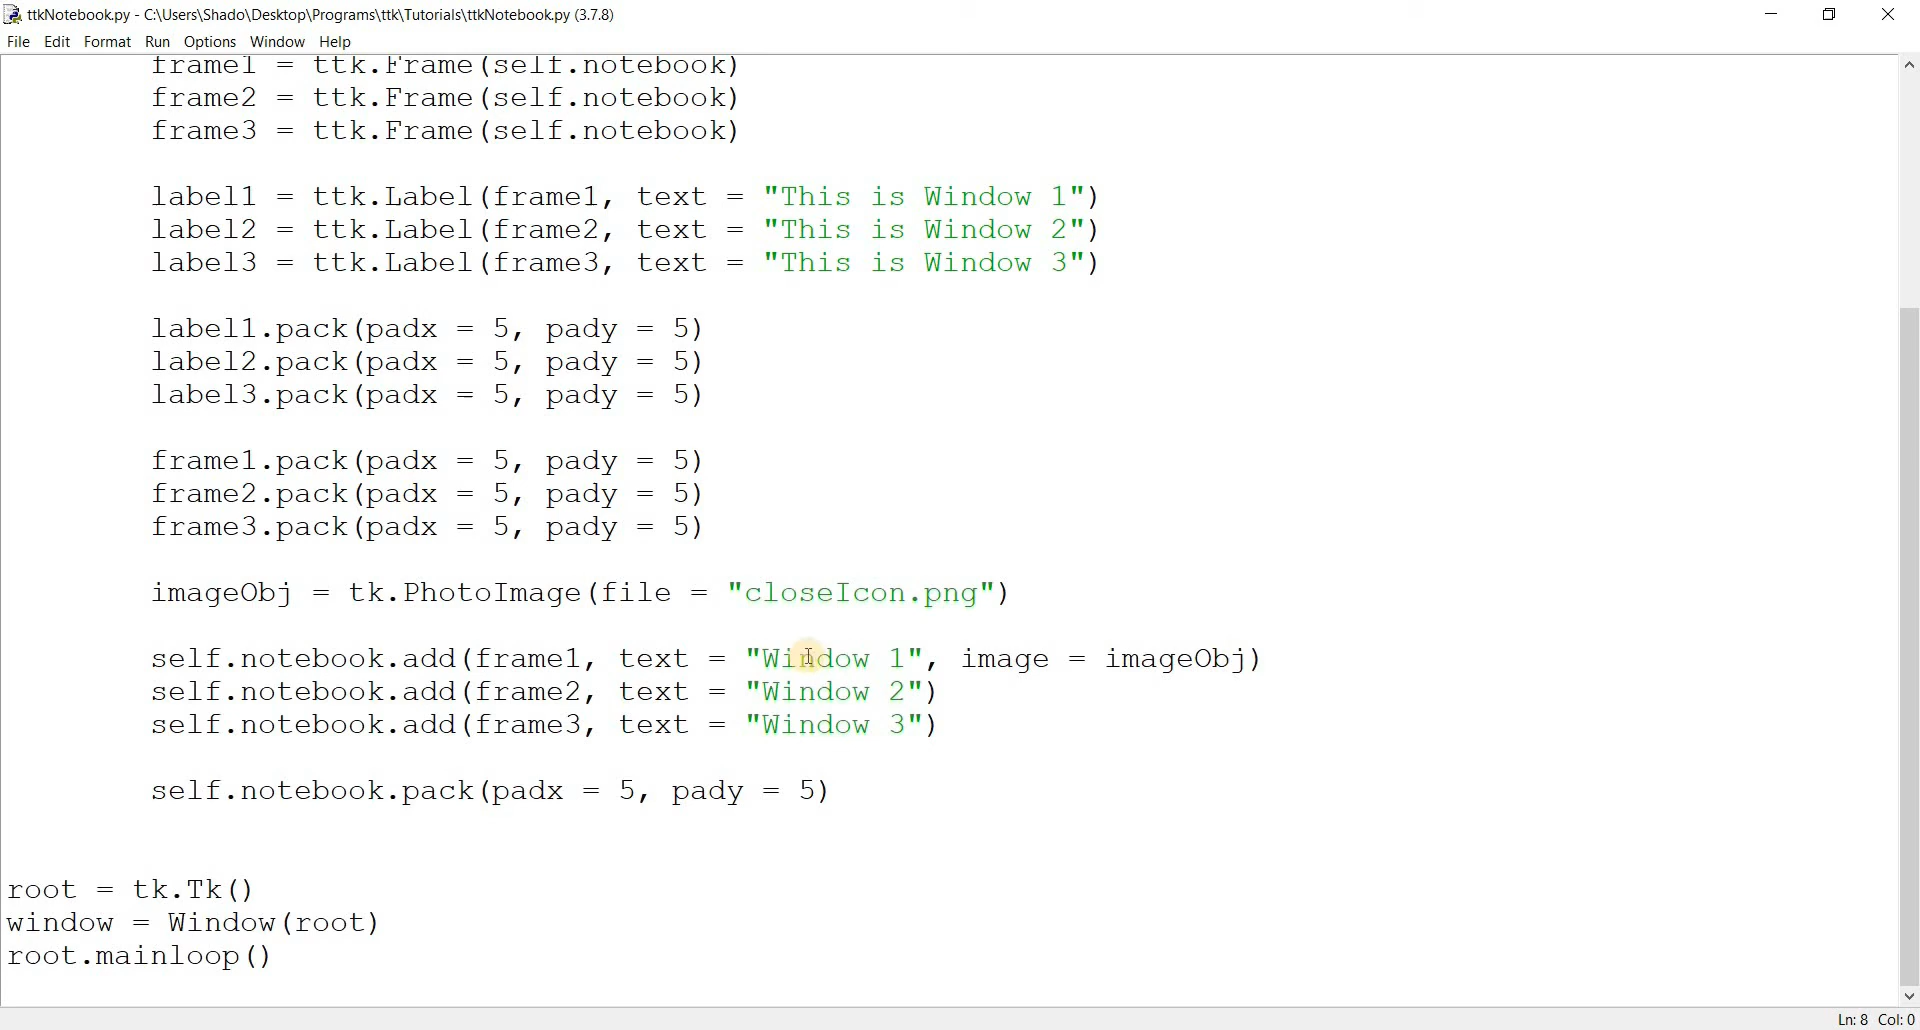 ttkNotebook.py - C:\Users\Shado\Desktop\Programs\ttk\Tutorials\ttkNotebook.py (3.7.8)
File Edit Format Run Options Window Help
frame1 = ttk.Frame(self.notebook)
frame2 = ttk.Frame(self.notebook)
frame3 = ttk.Frame(self.notebook)
label1 = ttk.Label(frame1, text = "This is Window 1")
label2 = ttk.Label(frame2, text = "This is Window 2")
label3 = ttk.Label(frame3, text = "This is Window 3")
label1.pack(padx = 5, pady = 5)
label2.pack(padx = 5, pady = 5)
label3.pack(padx = 5, pady = 5)
frame1.pack(padx = 5, pady = 5)
frame2.pack(padx = 5, pady = 5)
frame3.pack(padx = 5, pady = 5)
imageObj = tk.PhotoImage(file = "closeIcon.png")
self.notebook.add(frame1, text = "Window 1", image = imageObj)
self.notebook.add(frame2, text = "Window 2")
self.notebook.add(frame3, text = "Window 3")
self.notebook.pack(padx = 5, pady = 5)
root = tk.Tk()
window = Window(root)
root.mainloop()
Ln: 8 Col: 0